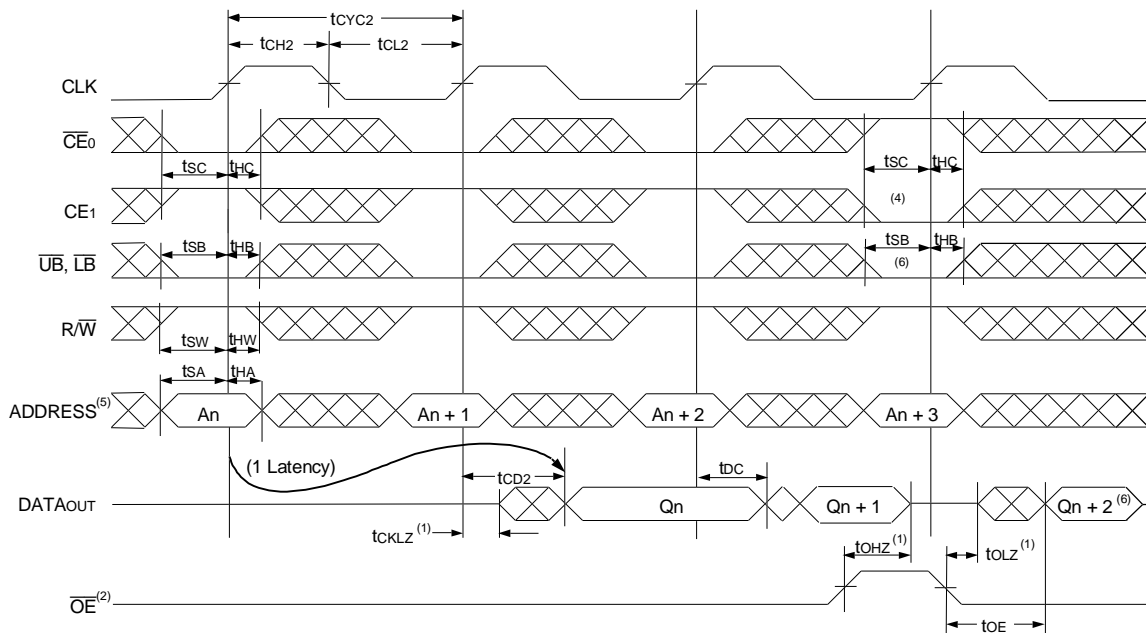 tCYC2
tCH2 tCL2
CLK
CE0
tSC tHC tSC tHC
CE1 (4)
tSB tHB tSB tHB
UB, LB (6)
R/W
tSW tHW
tSA tHA
ADDRESS(5) An An + 1 An + 2 An + 3
(1 Latency) tCD2 tDC
DATAOUT Qn Qn + 1 Qn + 2 (6)
tCKLZ (1) tOHZ (1) tOLZ (1)
OE(2)
tOE